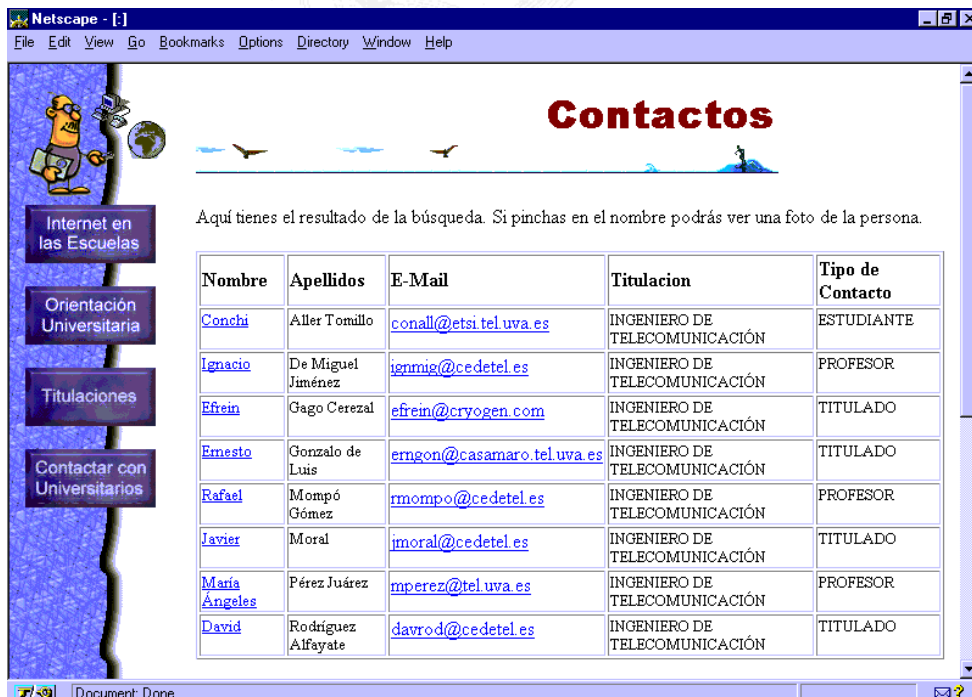 Netscape - [:]
File Edit View Go Bookmarks Options Directory Window Help
Contactos
Internet en
las Escuelas
Orientación
Universitaria
Titulaciones
Contactar con
Universitarios
Aquí tienes el resultado de la búsqueda. Si pinchas en el nombre podrás ver una foto de la persona.
Nombre Apellidos E-Mail Titulacion Tipo de
Contacto
Conchi Aller Tomillo conall@etsi.tel.uva.es INGENIERO DE
TELECOMUNICACIÓN ESTUDIANTE
Ignacio De Miguel
Jiménez ignmig@cedetel.es INGENIERO DE
TELECOMUNICACIÓN PROFESOR
Efrein Gago Cerezal efrein@cryogen.com INGENIERO DE
TELECOMUNICACIÓN TITULADO
Ernesto Gonzalo de
Luis erngon@casamaro.tel.uva.es INGENIERO DE
TELECOMUNICACIÓN TITULADO
Rafael Mompó
Gómez rmompo@cedetel.es INGENIERO DE
TELECOMUNICACIÓN PROFESOR
Javier Moral jmoral@cedetel.es INGENIERO DE
TELECOMUNICACIÓN TITULADO
María
Ángeles Pérez Juárez mperez@tel.uva.es INGENIERO DE
TELECOMUNICACIÓN PROFESOR
David Rodríguez
Alfayate davrod@cedetel.es INGENIERO DE
TELECOMUNICACIÓN TITULADO
Document: Done